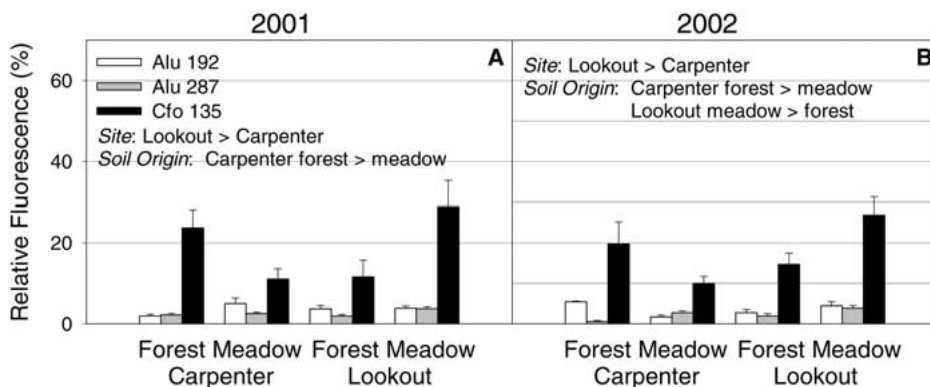 2001
2002
Relative Fluorescence (%)
60
40
20
0
A
Alu 192
Alu 287
Cfo 135
Site: Lookout > Carpenter
Soil Origin: Carpenter forest > meadow
B
Site: Lookout > Carpenter
Soil Origin: Carpenter forest > meadow
Lookout meadow > forest
Forest Meadow Forest Meadow
Carpenter Lookout
Forest Meadow Forest Meadow
Carpenter Lookout